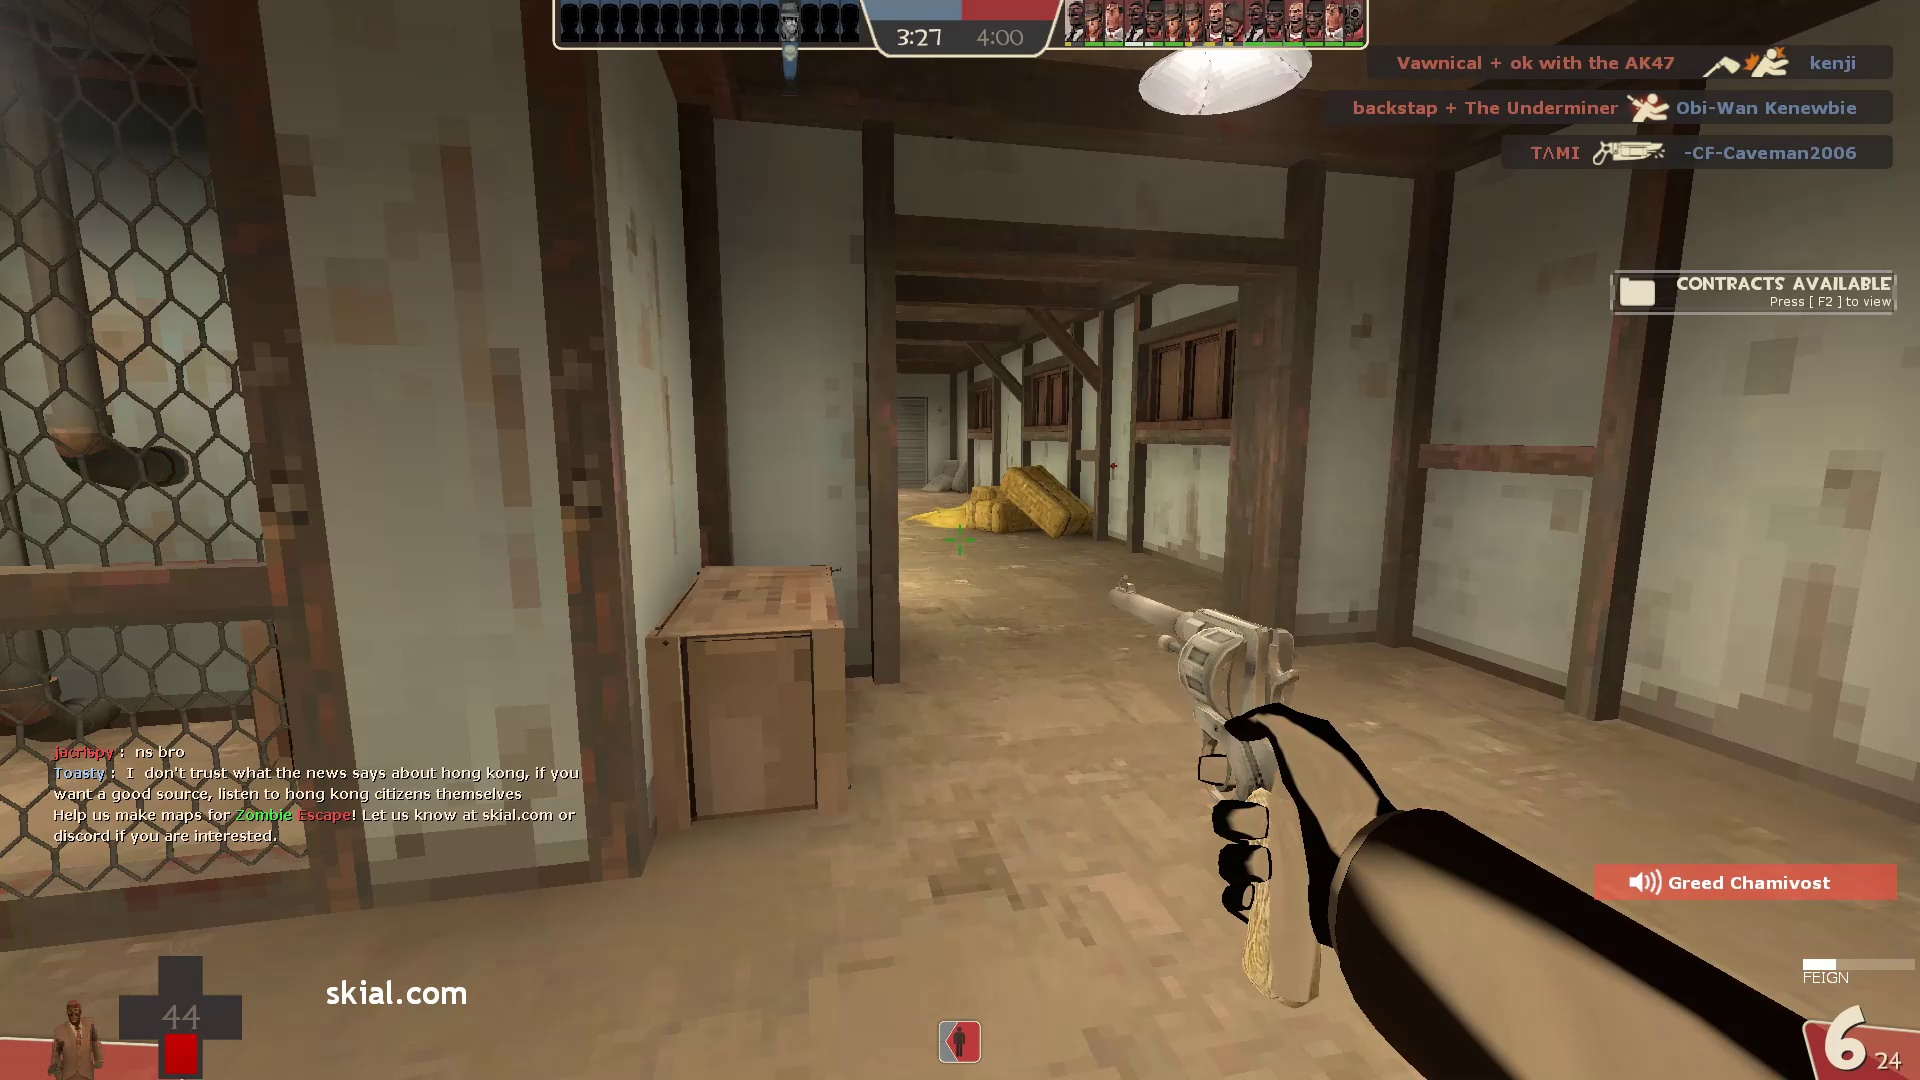 3:27 4:00
Vawnical + ok with the AK47 kenji
backstap + The Underminer Obi-Wan Kenewbie
TΛMI -CF-Caveman2006
CONTRACTS AVAILABLE
Press [ F2 ] to view
jacrispy : ns bro
Toasty : I don't trust what the news says about hong kong, if you
want a good source, listen to hong kong citizens themselves
Help us make maps for Zombie Escape! Let us know at skial.com or
discord if you are interested.
Greed Chamivost
125
44
skial.com
FEIGN
6 24